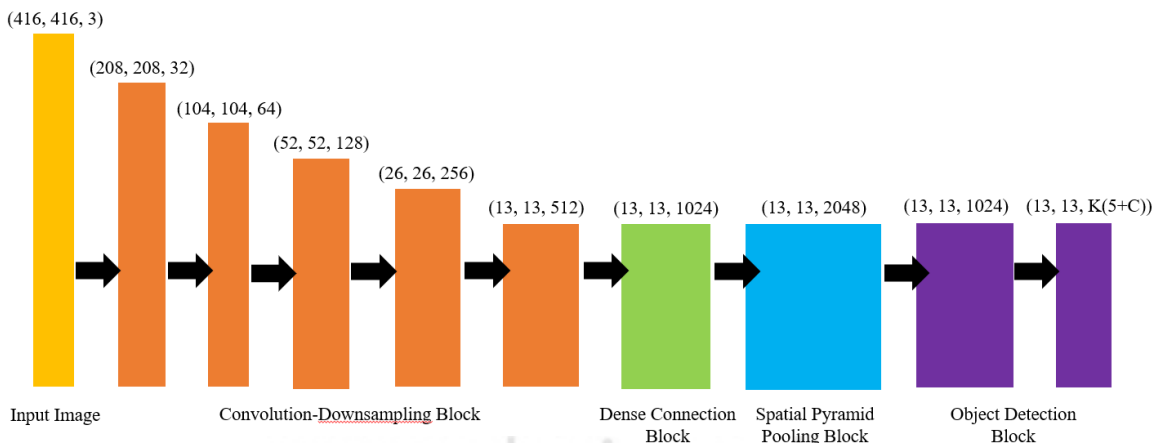 (416, 416, 3)
(208, 208, 32)
(104, 104, 64)
(52, 52, 128)
(26, 26, 256)
(13, 13, 512)
(13, 13, 1024)
(13, 13, 2048)
(13, 13, 1024)
(13, 13, K(5+C))
Input Image
Convolution-Downsampling Block
Dense Connection
Block
Spatial Pyramid
Pooling Block
Object Detection
Block